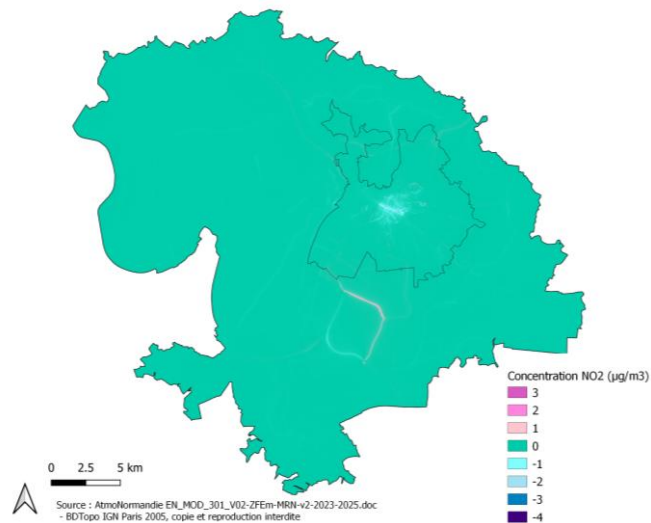 Concentration NO2 (µg/m3)
3
2
1
0
-1
-2
-3
-4
0 2.5 5 km
Source : AtmoNormandie EN_MOD_301_V02-ZFEm-MRN-v2-2023-2025.doc
- BDTopo IGN Paris 2005, copie et reproduction interdite